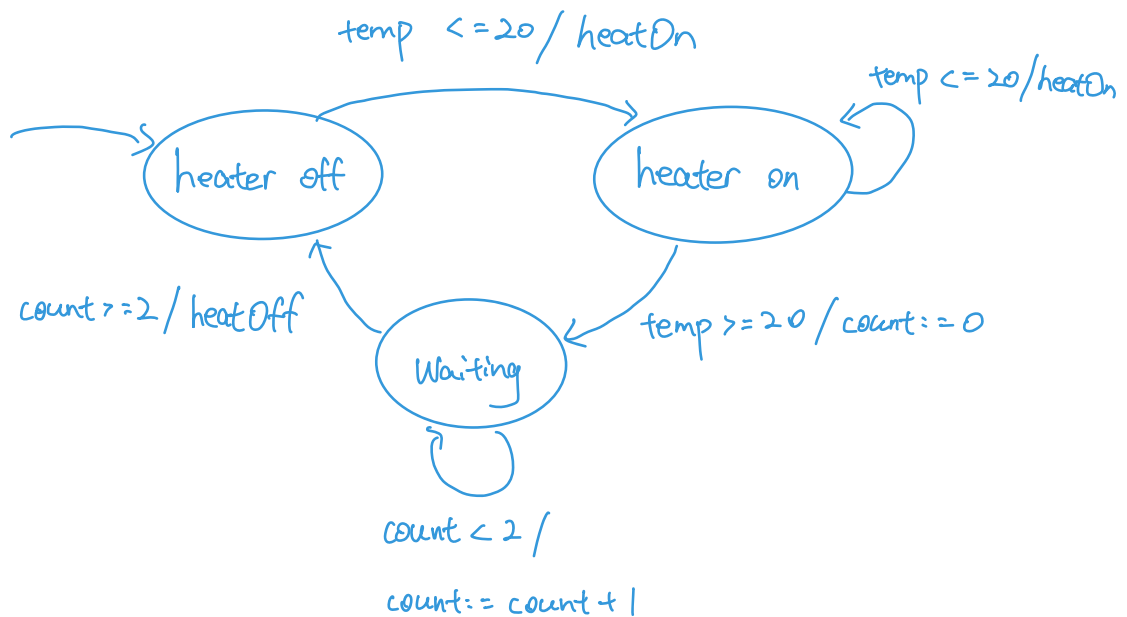 temp <=20/ heatOn
temp <=20/heatOn
heater off
heater on
count>=2/heatOff
temp>=20/count:=0
Waiting
count<2/
count:= count+1